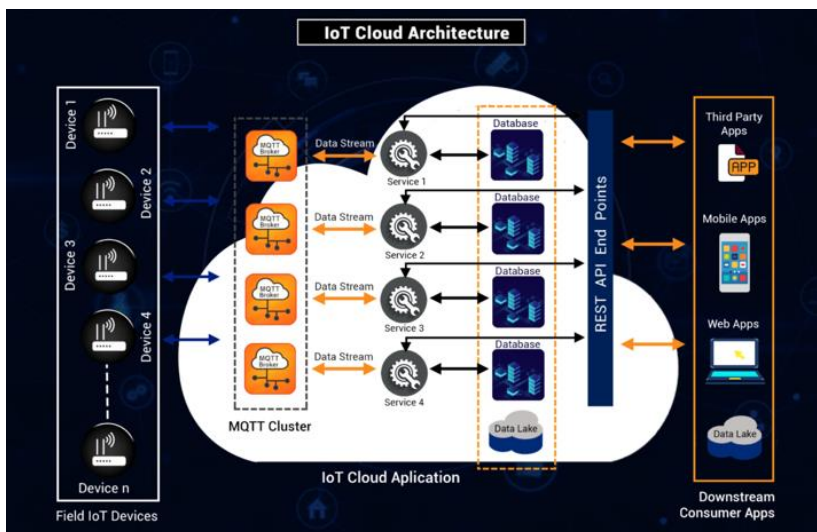 IoT Cloud Architecture
Device 1
Device 2
Device 3
Device 4
Device n
Field IoT Devices
MQTT
Broker
MQTT
Broker
MQTT
Broker
MQTT
Broker
MQTT Cluster
Data Stream
Data Stream
Data Stream
Data Stream
Service 1
Service 2
Service 3
Service 4
Database
Database
Database
Database
Data Lake
IoT Cloud Aplication
REST API End Points
Third Party
Apps
APP
Mobile Apps
Web Apps
Data Lake
Downstream
Consumer Apps